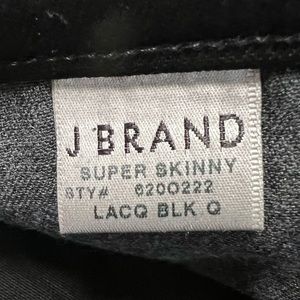 J BRAND
SUPER SKINNY
STY# 620O222
LACQ BLK Q